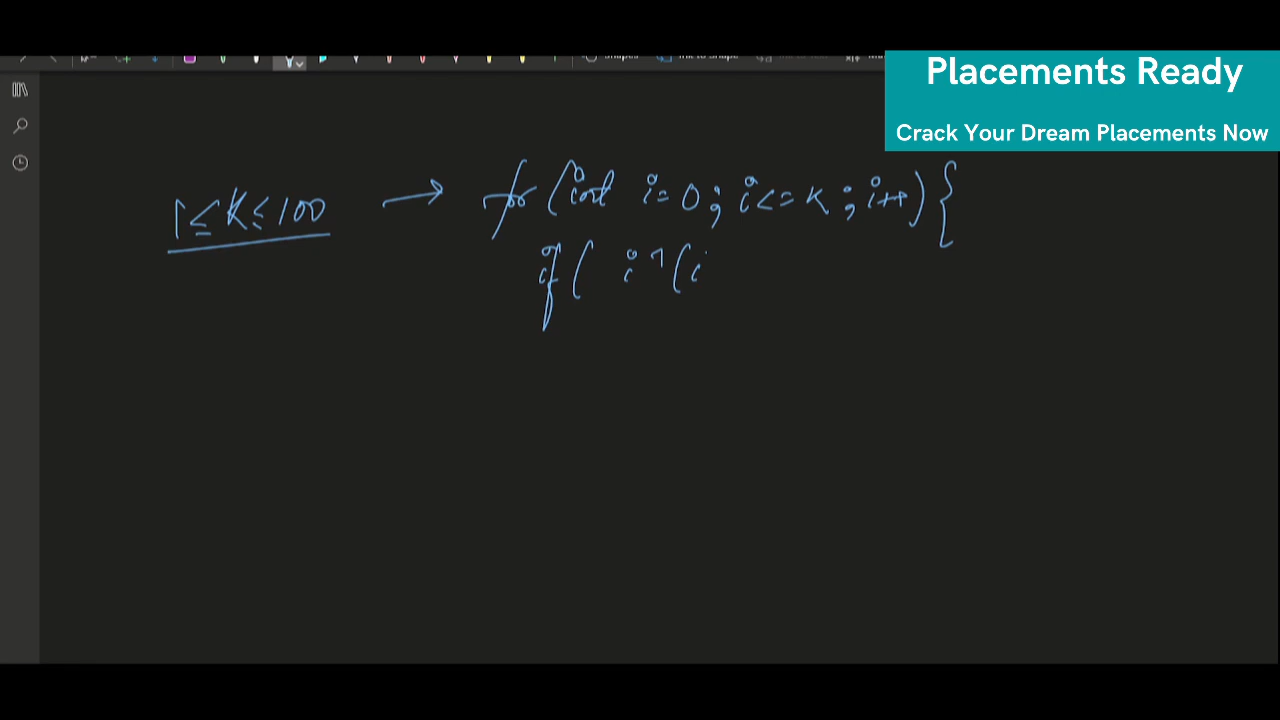 Placements Ready
Crack Your Dream Placements Now
1 ≤ K ≤ 100 → for (int i=0; i<=K; i++) {
if ( i ^ (i